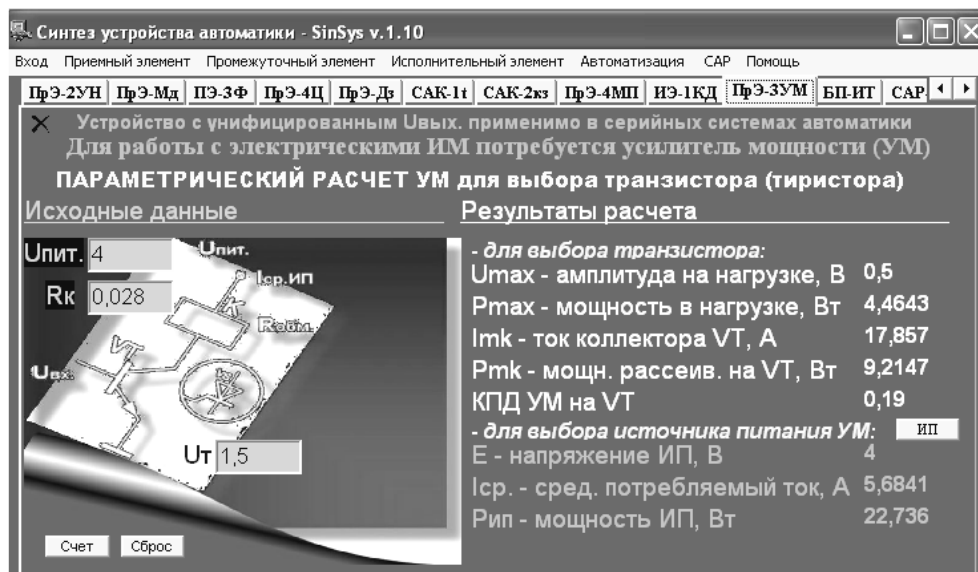 Синтез устройства автоматики - SinSys v.1.10
Вход Приемный элемент Промежуточный элемент Исполнительный элемент Автоматизация САР Помощь
ПрЭ-2УН ПрЭ-Мд ПЭ-3Ф ПрЭ-4Ц ПрЭ-Дз САК-1t САК-2кз ПрЭ-4МП ИЭ-1КД ПрЭ-3УМ БП-ИТ САР-
Устройство с унифицированным Uвых. применимо в серийных системах автоматики
Для работы с электрическими ИМ потребуется усилитель мощности (УМ)
ПАРАМЕТРИЧЕСКИЙ РАСЧЕТ УМ для выбора транзистора (тиристора)
Исходные данные
Uпит. 4
Rк 0,028
Uпит.
Iср.ИП
К
Rобм.
VT
Uвх.
Uт 1,5
Счет Сброс
Результаты расчета
- для выбора транзистора:
Umax - амплитуда на нагрузке, В 0,5
Pmax - мощность в нагрузке, Вт 4,4643
Imk - ток коллектора VT, А 17,857
Pmk - мощн. рассеив. на VT, Вт 9,2147
КПД УМ на VT 0,19
- для выбора источника питания УМ: ИП
Е - напряжение ИП, В 4
Iср. - сред. потребляемый ток, А 5,6841
Рип - мощность ИП, Вт 22,736